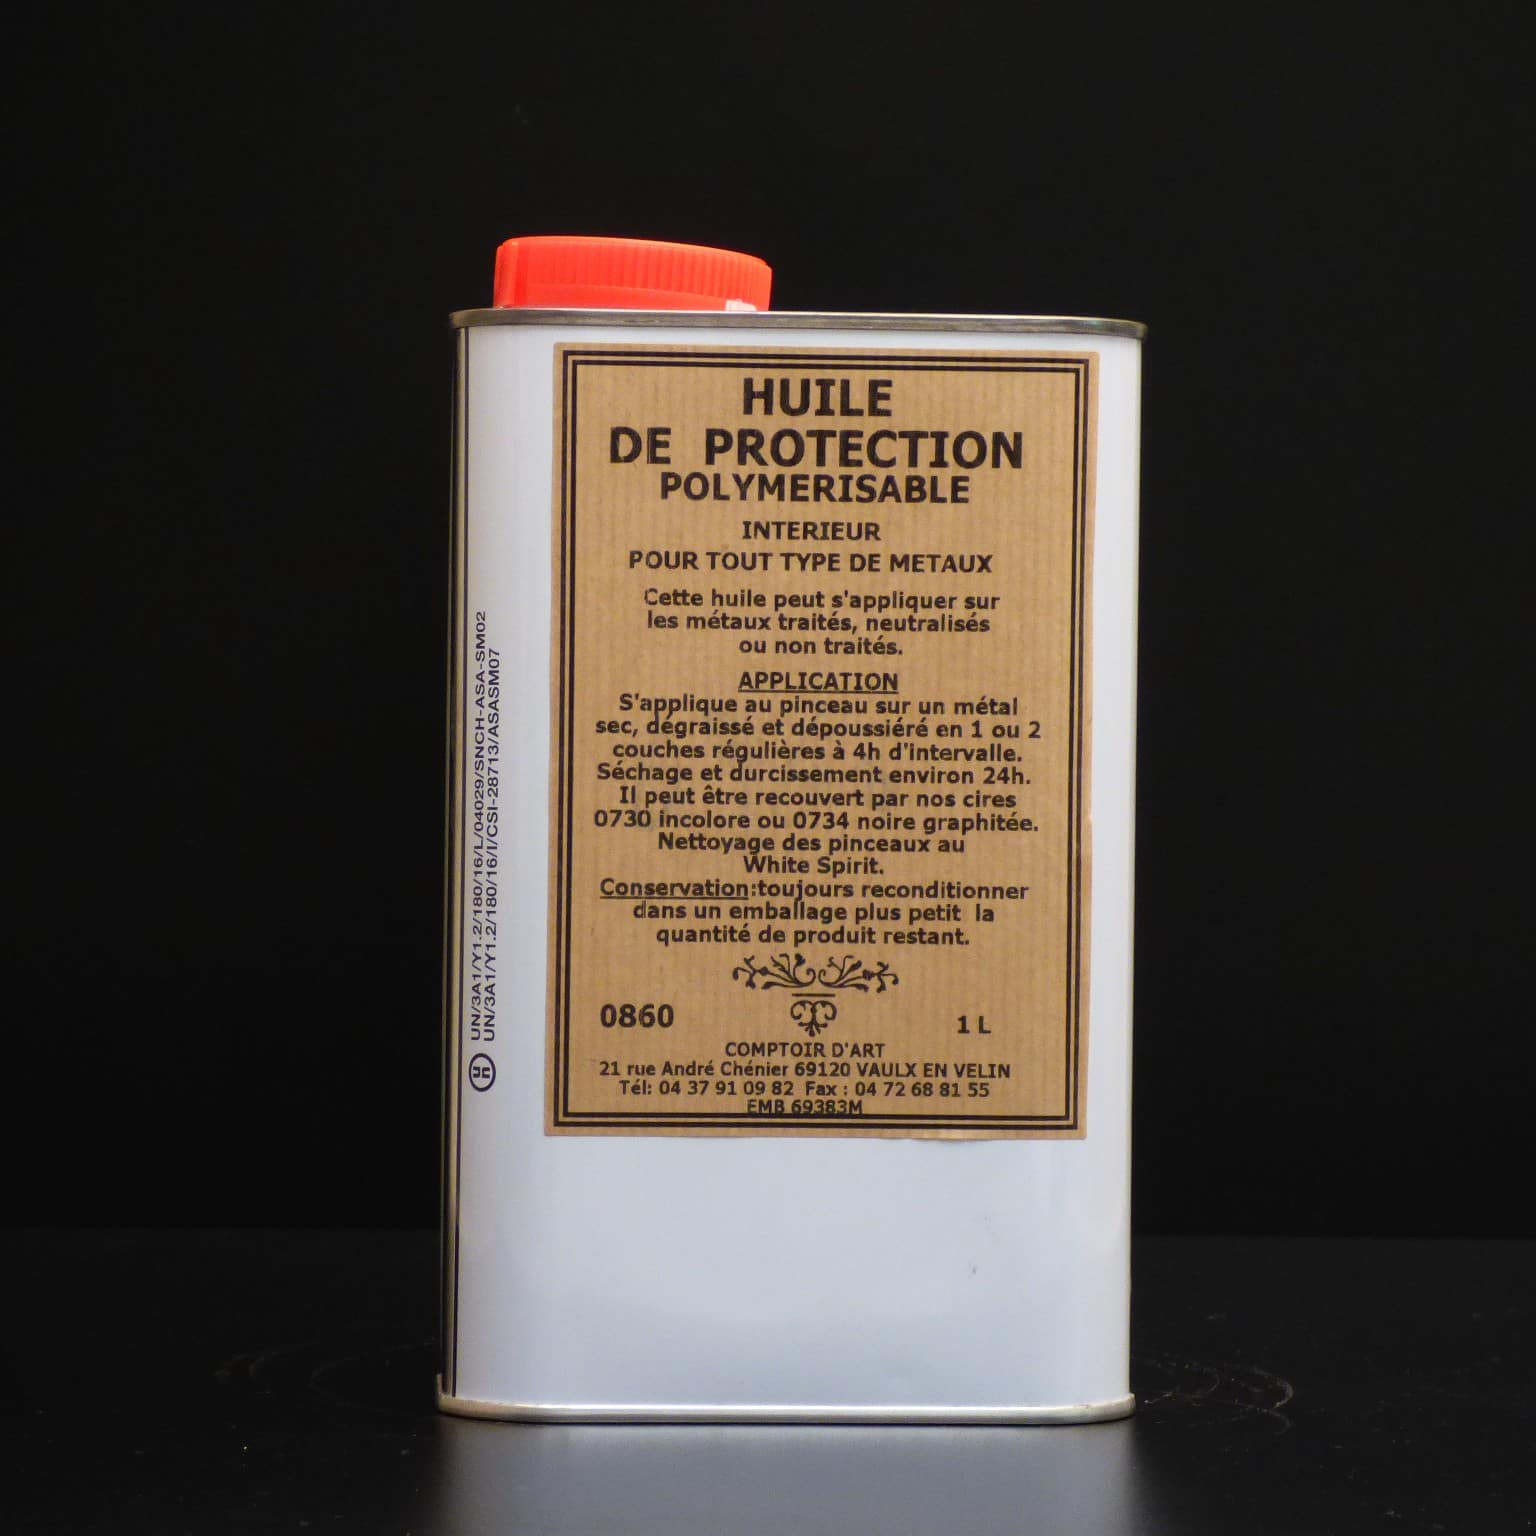 HUILE
DE PROTECTION
POLYMERISABLE
INTERIEUR
POUR TOUT TYPE DE METAUX
Cette huile peut s'appliquer sur
les métaux traités, neutralisés
ou non traités.
APPLICATION
S'applique au pinceau sur un métal
sec, dégraissé et dépoussiéré en 1 ou 2
couches régulières à 4h d'intervalle.
Séchage et durcissement environ 24h.
Il peut être recouvert par nos cires
0730 incolore ou 0734 noire graphitée.
Nettoyage des pinceaux au
White Spirit.
Conservation:toujours reconditionner
dans un emballage plus petit la
quantité de produit restant.
0860 1 L
COMPTOIR D'ART
21 rue André Chénier 69120 VAULX EN VELIN
Tél: 04 37 91 09 82 Fax : 04 72 68 81 55
EMB 69383M
UN/3A1/Y1.2/180/16/L/04029/SNCH-ASA-SM02
UN/3A1/Y1.2/180/16/I/CSI-28713/ASASM07